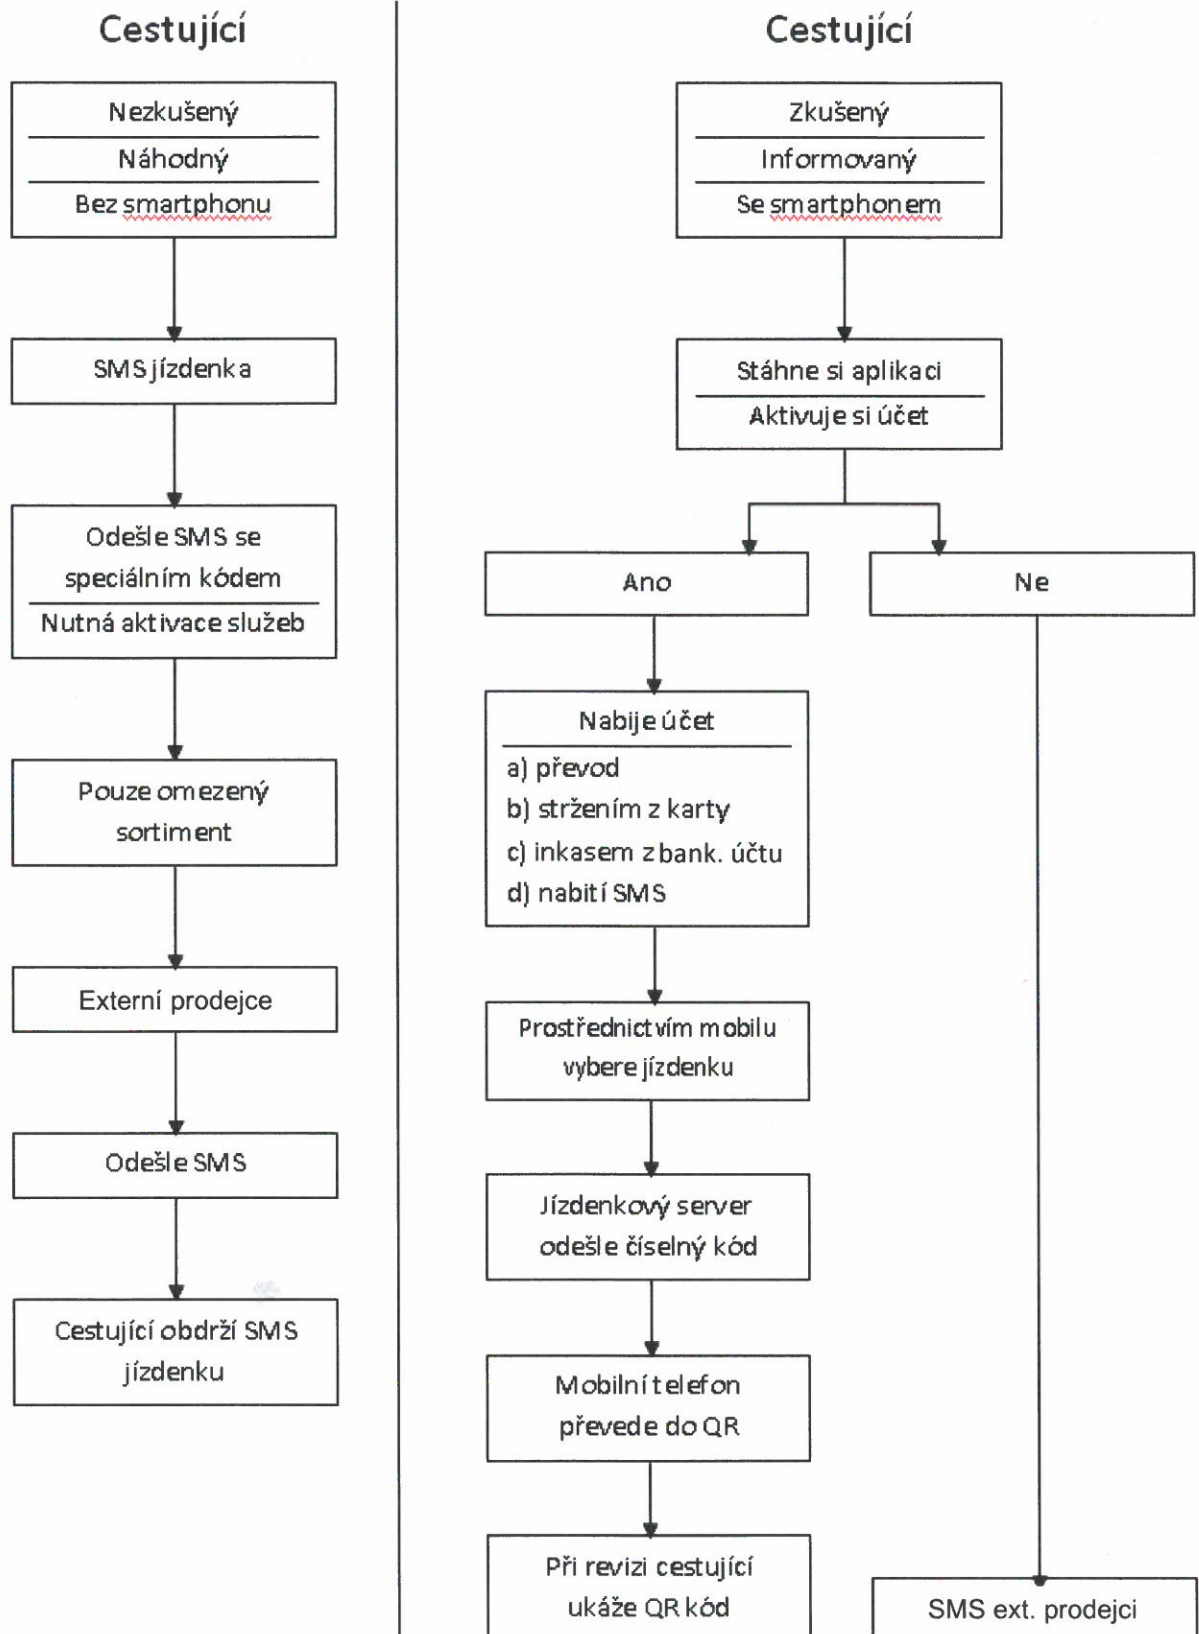 Cestující
Nezkušený
Náhodný
Bez smartphonu
SMS jízdenka
Odešle SMS se
speciálním kódem
Nutná aktivace služeb
Pouze omezený
sortiment
Externí prodejce
Odešle SMS
Cestující obdrží SMS
jízdenku
Cestující
Zkušený
Informovaný
Se smartphonem
Stáhne si aplikaci
Aktivuje si účet
Ano
Ne
Nabije účet
a) převod
b) stržením z karty
c) inkasem z bank. účtu
d) nabití SMS
Prostřednictvím mobilu
vybere jízdenku
Jízdenkový server
odešle číselný kód
Mobilní telefon
převede do QR
Při revizi cestující
ukáže QR kód
SMS ext. prodejci